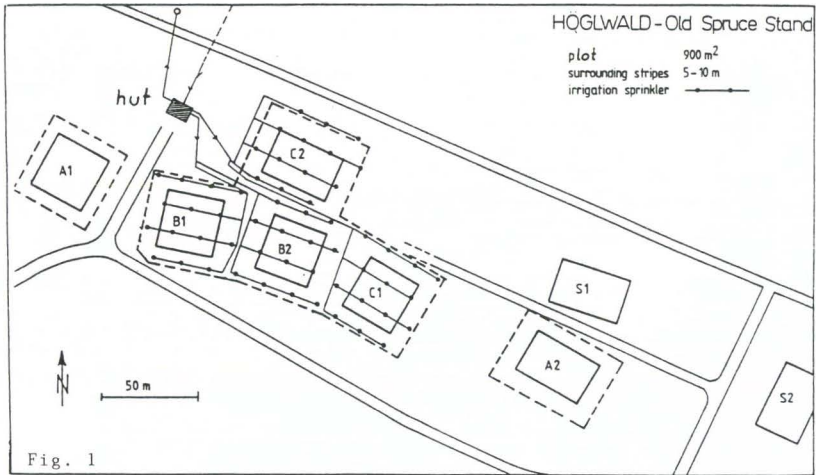 HÖGLWALD-Old Spruce Stand
plot 900 m²
surrounding stripes 5-10 m
irrigation sprinkler
hut
A1
C2
B1
B2
C1
S1
A2
S2
N
50 m
Fig. 1